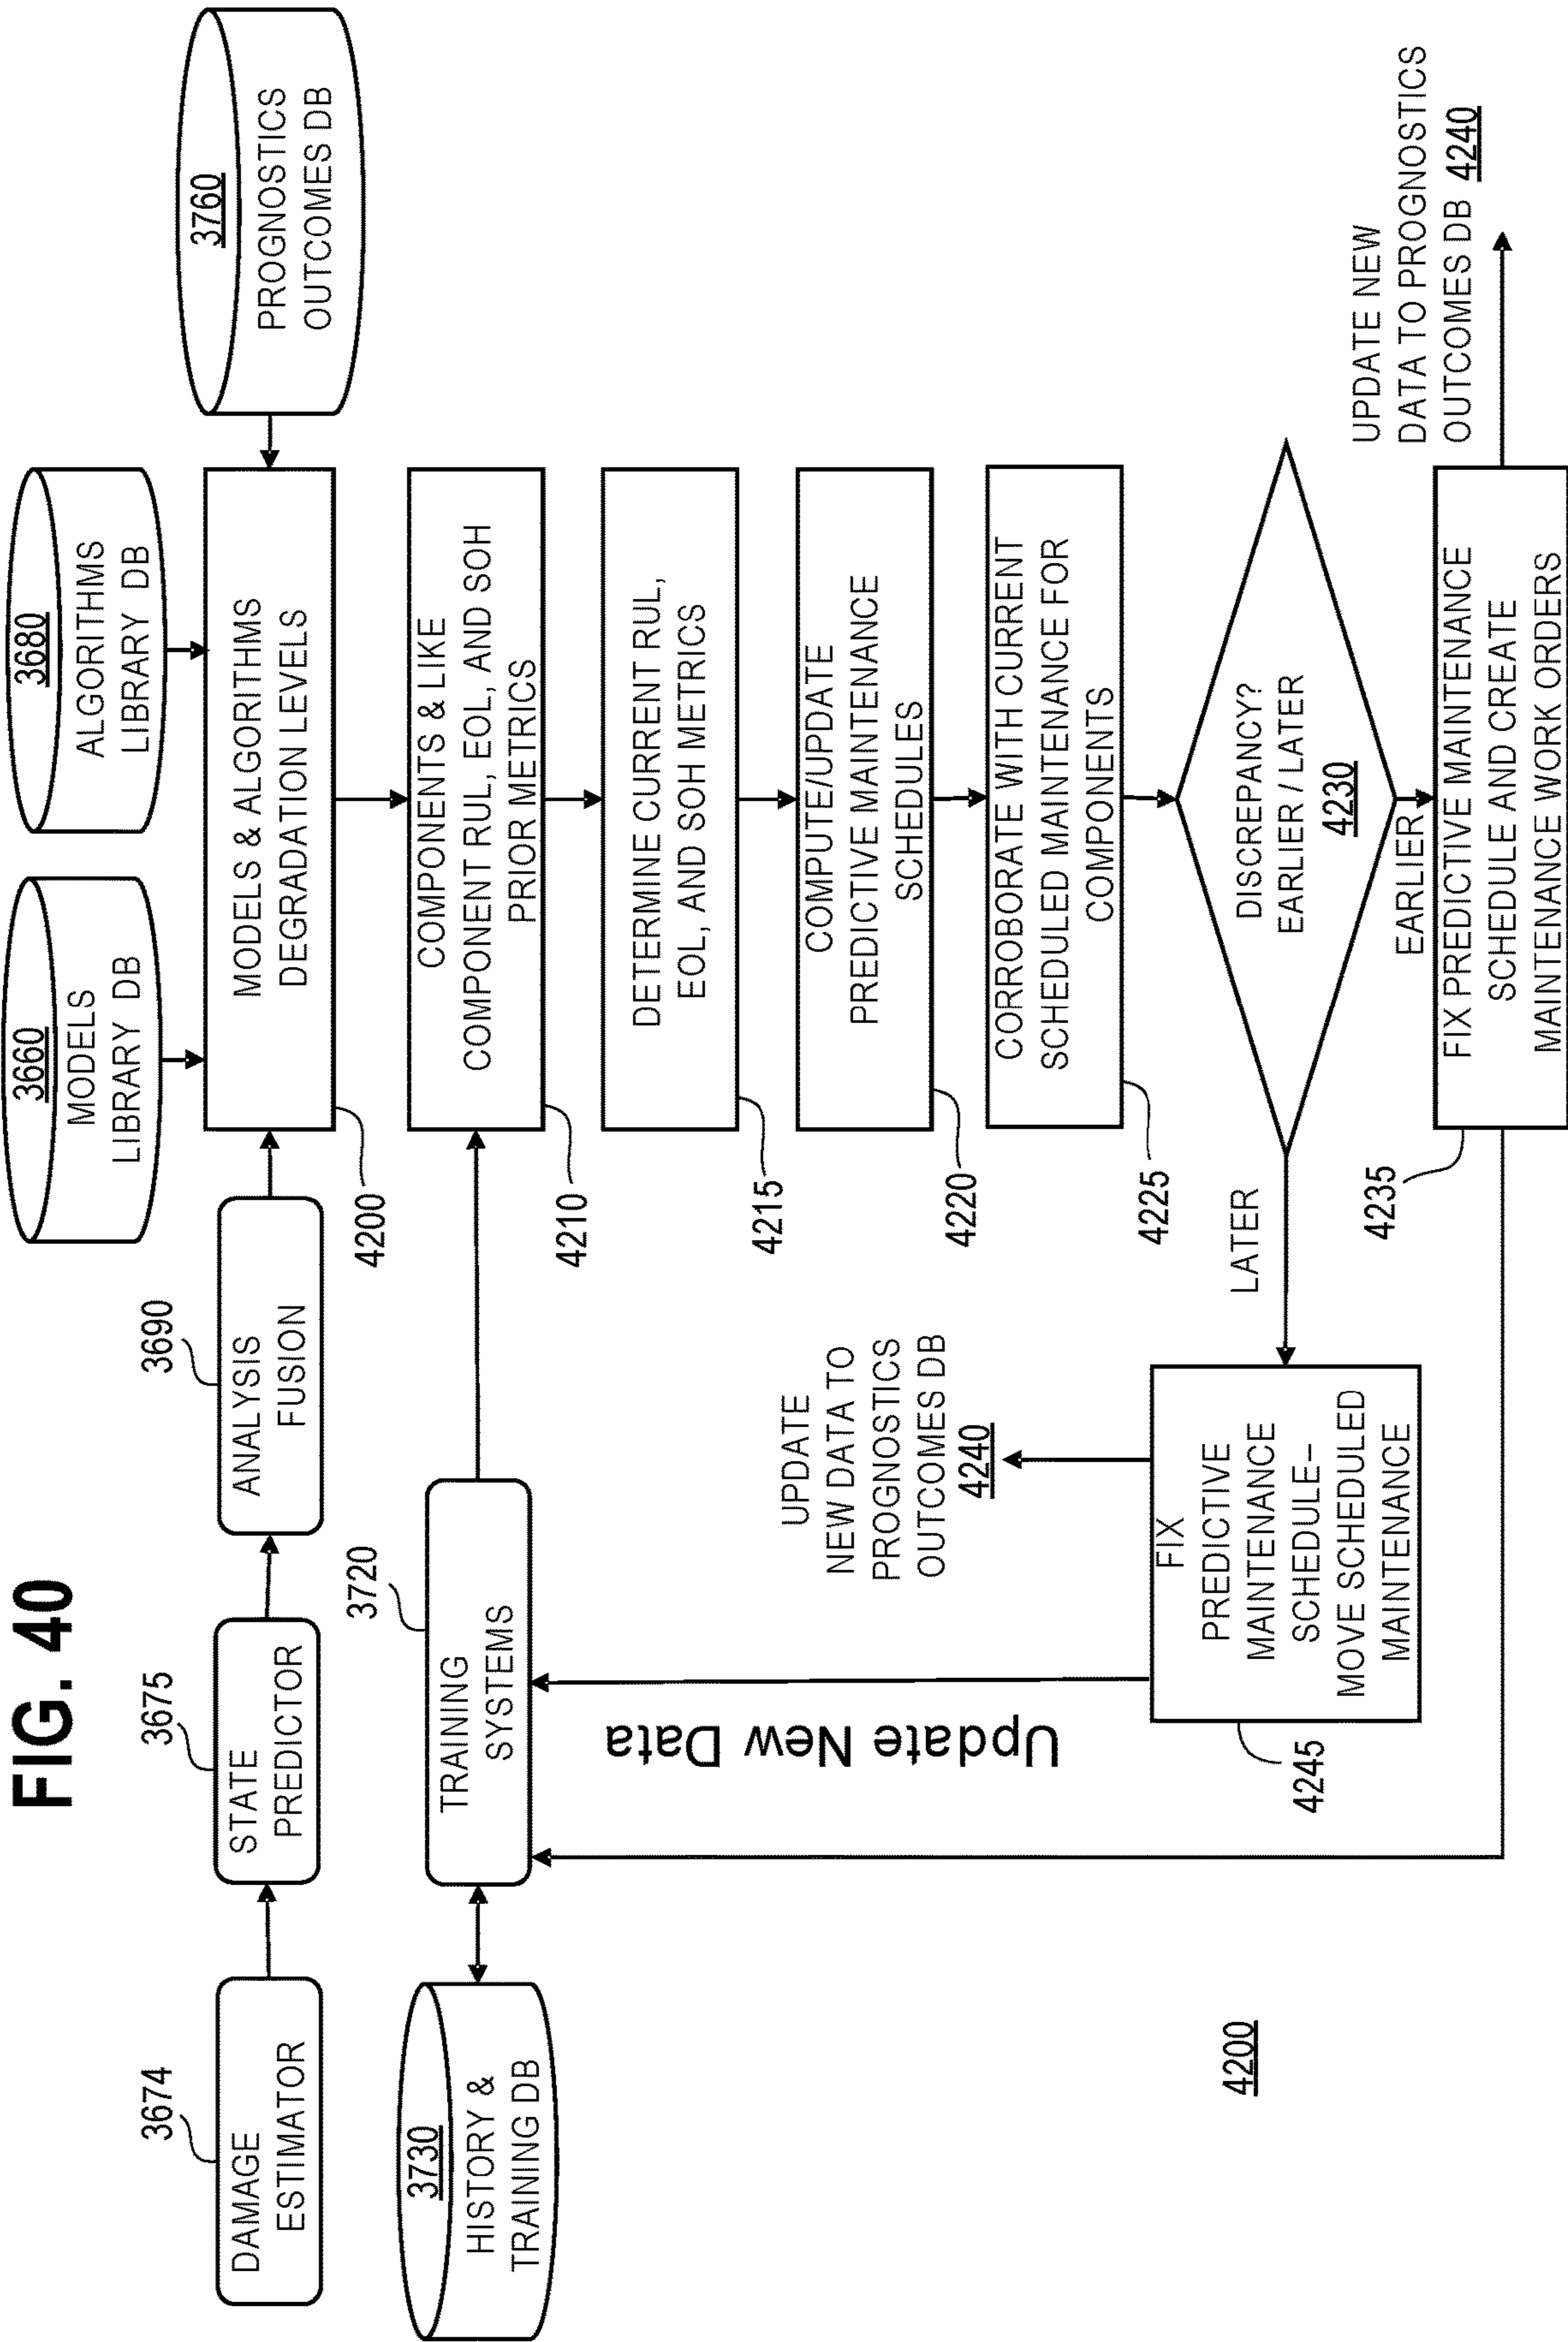 FIG. 40
3674
DAMAGE
ESTIMATOR
3675
STATE
PREDICTOR
3690
ANALYSIS
FUSION
3660
MODELS
LIBRARY DB
3680
ALGORITHMS
LIBRARY DB
3760
PROGNOSTICS
OUTCOMES DB
MODELS & ALGORITHMS
DEGRADATION LEVELS
4200
3730
HISTORY &
TRAINING DB
3720
TRAINING
SYSTEMS
COMPONENTS & LIKE
COMPONENT RUL, EOL, AND SOH
PRIOR METRICS
4210
DETERMINE CURRENT RUL,
EOL, AND SOH METRICS
4215
COMPUTE/UPDATE
PREDICTIVE MAINTENANCE
SCHEDULES
4220
CORROBORATE WITH CURRENT
SCHEDULED MAINTENANCE FOR
COMPONENTS
4225
DISCREPANCY?
EARLIER / LATER
4230
LATER
EARLIER
Update New Data
UPDATE
NEW DATA TO
PROGNOSTICS
OUTCOMES DB
4240
FIX
PREDICTIVE
MAINTENANCE
SCHEDULE–
MOVE SCHEDULED
MAINTENANCE
4245
4235
FIX PREDICTIVE MAINTENANCE
SCHEDULE AND CREATE
MAINTENANCE WORK ORDERS
UPDATE NEW
DATA TO PROGNOSTICS
OUTCOMES DB 4240
4200